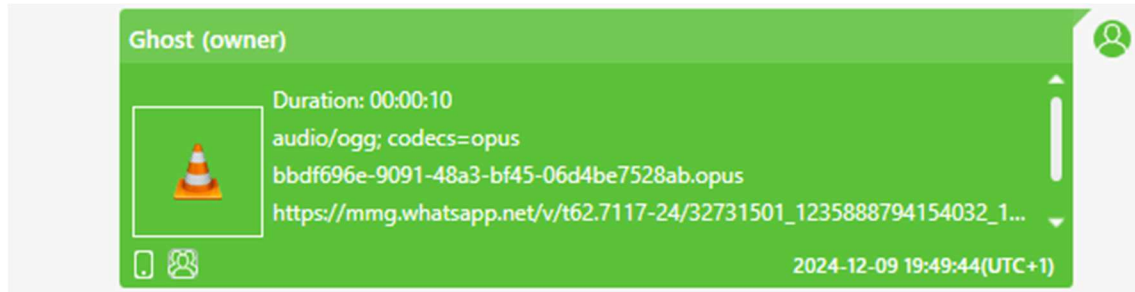 Ghost (owner)
Duration: 00:00:10
audio/ogg; codecs=opus
bbdf696e-9091-48a3-bf45-06d4be7528ab.opus
https://mmg.whatsapp.net/v/t62.7117-24/32731501_1235888794154032_1...
2024-12-09 19:49:44(UTC+1)